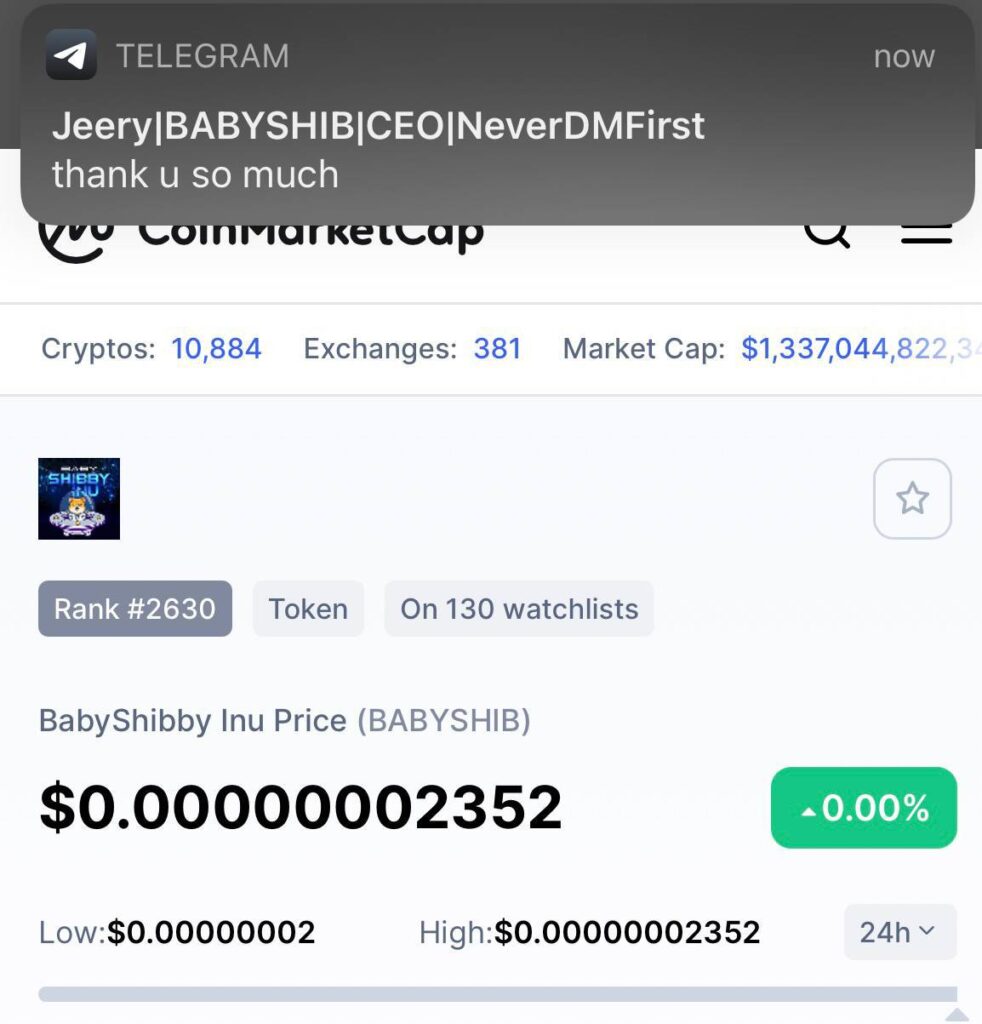 TELEGRAM now
Jeery|BABYSHIB|CEO|NeverDMFirst
thank u so much
CoinMarketCap
Cryptos: 10,884 Exchanges: 381 Market Cap: $1,337,044,822,34
BABY
SHIBBY
INU
Rank #2630 Token On 130 watchlists
BabyShibby Inu Price (BABYSHIB)
$0.00000002352 0.00%
Low:$0.00000002 High:$0.00000002352 24h